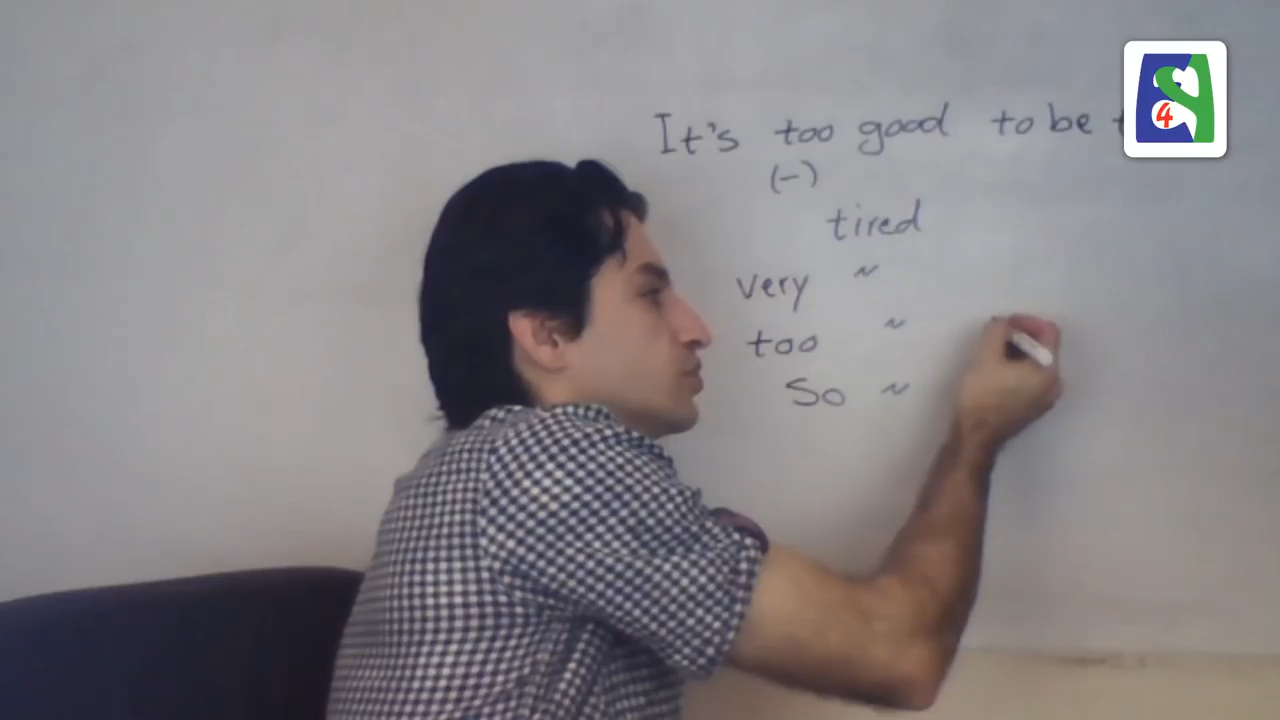 It's too good to be
(-)
tired
very ~
too ~
So ~
4